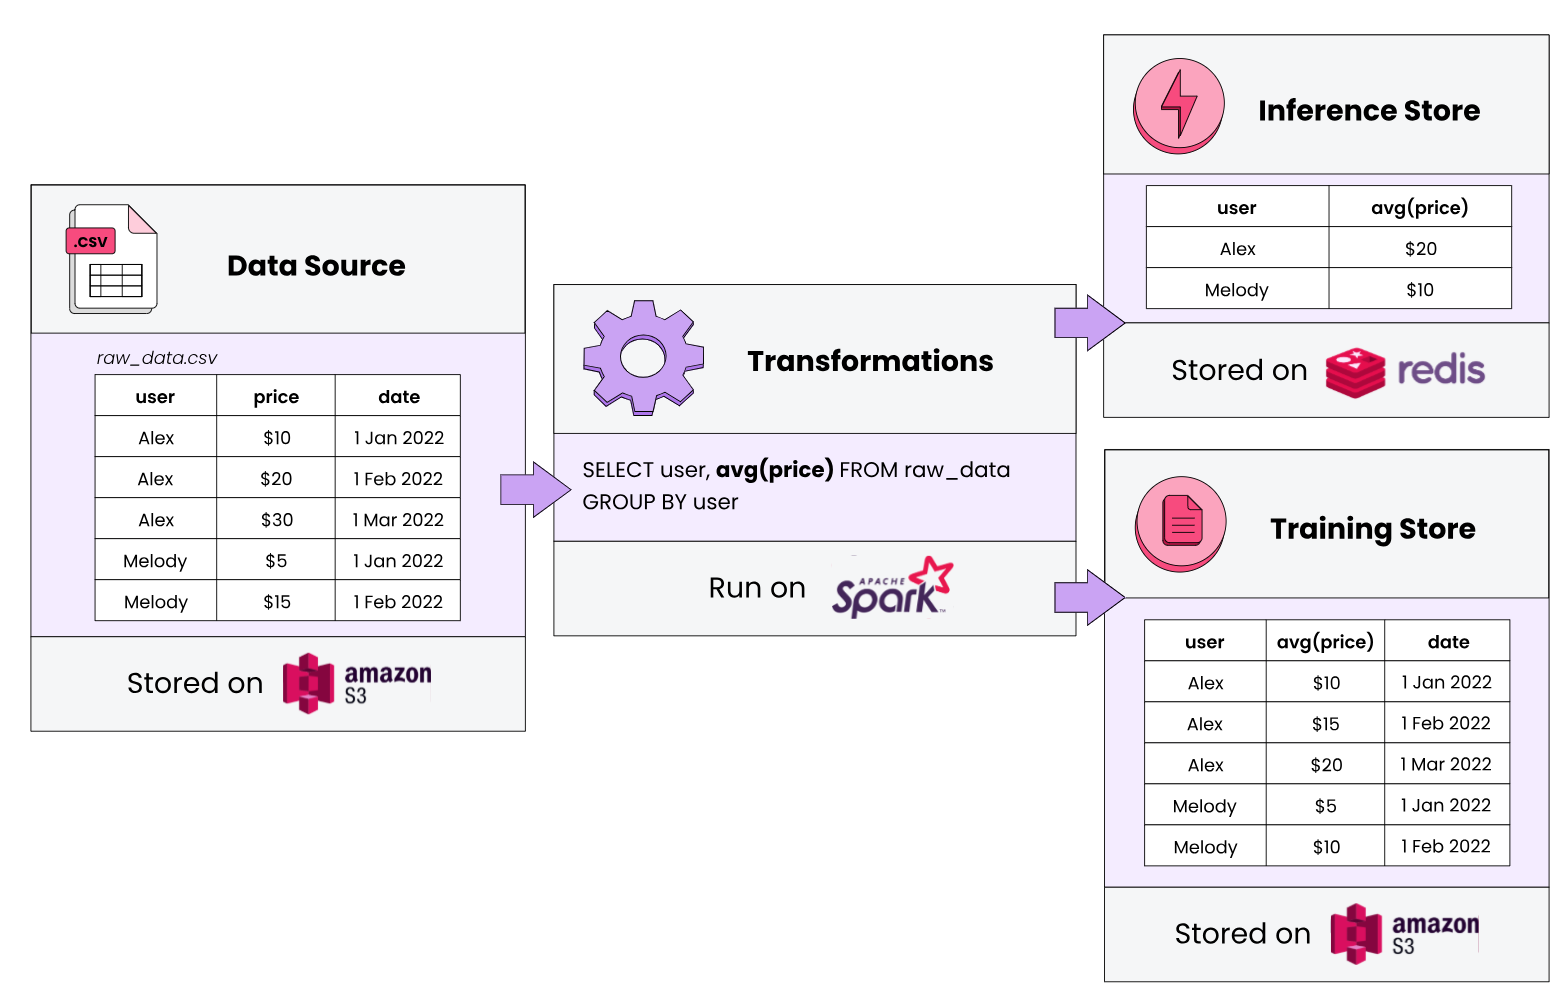 .CSV
Data Source
raw_data.csv
user price date
Alex $10 1 Jan 2022
Alex $20 1 Feb 2022
Alex $30 1 Mar 2022
Melody $5 1 Jan 2022
Melody $15 1 Feb 2022
Stored on amazon S3
Transformations
SELECT user, avg(price) FROM raw_data
GROUP BY user
Run on APACHE Spark™
Inference Store
user avg(price)
Alex $20
Melody $10
Stored on redis
Training Store
user avg(price) date
Alex $10 1 Jan 2022
Alex $15 1 Feb 2022
Alex $20 1 Mar 2022
Melody $5 1 Jan 2022
Melody $10 1 Feb 2022
Stored on amazon S3